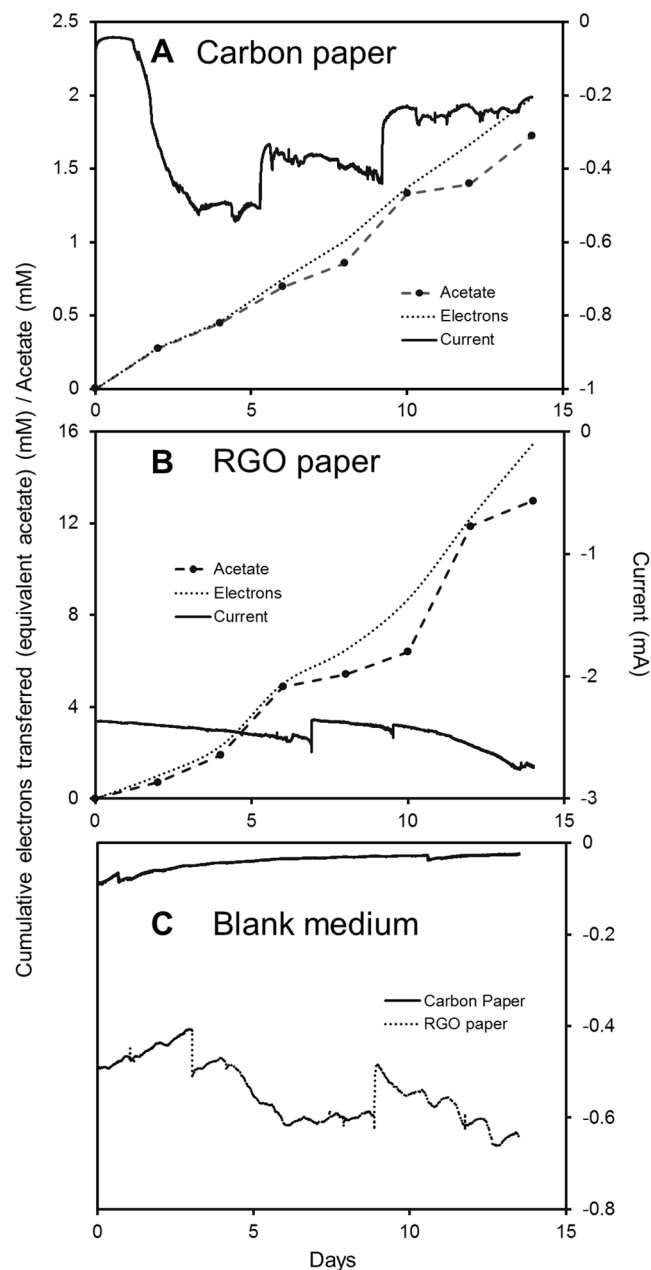 Cumulative electrons transferred (equivalent acetate) (mM) / Acetate (mM)
Current (mA)
A Carbon paper
2.5
2
1.5
1
0.5
0
0
-0.2
-0.4
-0.6
-0.8
-1
Acetate
Electrons
Current
0 5 10 15
B RGO paper
16
12
8
4
0
0
-1
-2
-3
Acetate
Electrons
Current
0 5 10 15
C Blank medium
0
-0.2
-0.4
-0.6
-0.8
Carbon Paper
RGO paper
0 5 10 15
Days